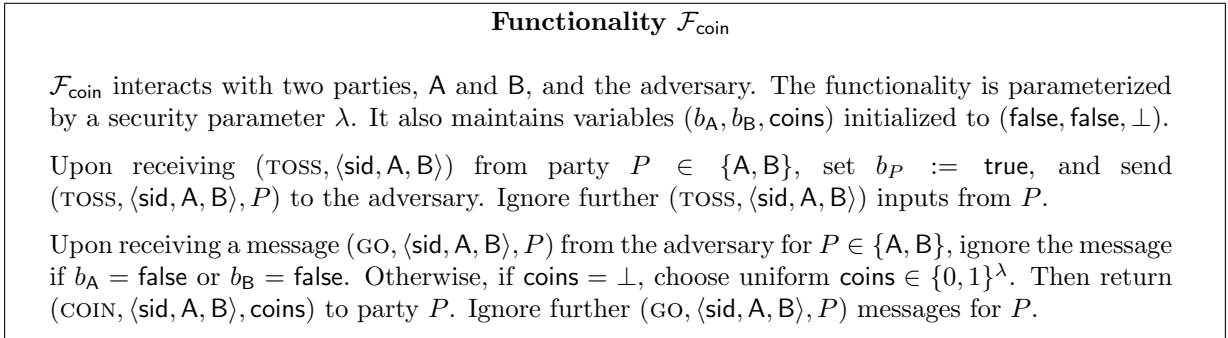 Functionality 𝓕coin
𝓕coin interacts with two parties, A and B, and the adversary. The functionality is parameterized
by a security parameter λ. It also maintains variables (b_A, b_B, coins) initialized to (false, false, ⊥).
Upon receiving (TOSS, ⟨sid, A, B⟩) from party P ∈ {A, B}, set b_P := true, and send
(TOSS, ⟨sid, A, B⟩, P) to the adversary. Ignore further (TOSS, ⟨sid, A, B⟩) inputs from P.
Upon receiving a message (GO, ⟨sid, A, B⟩, P) from the adversary for P ∈ {A, B}, ignore the message
if b_A = false or b_B = false. Otherwise, if coins = ⊥, choose uniform coins ∈ {0, 1}^λ. Then return
(COIN, ⟨sid, A, B⟩, coins) to party P. Ignore further (GO, ⟨sid, A, B⟩, P) messages for P.